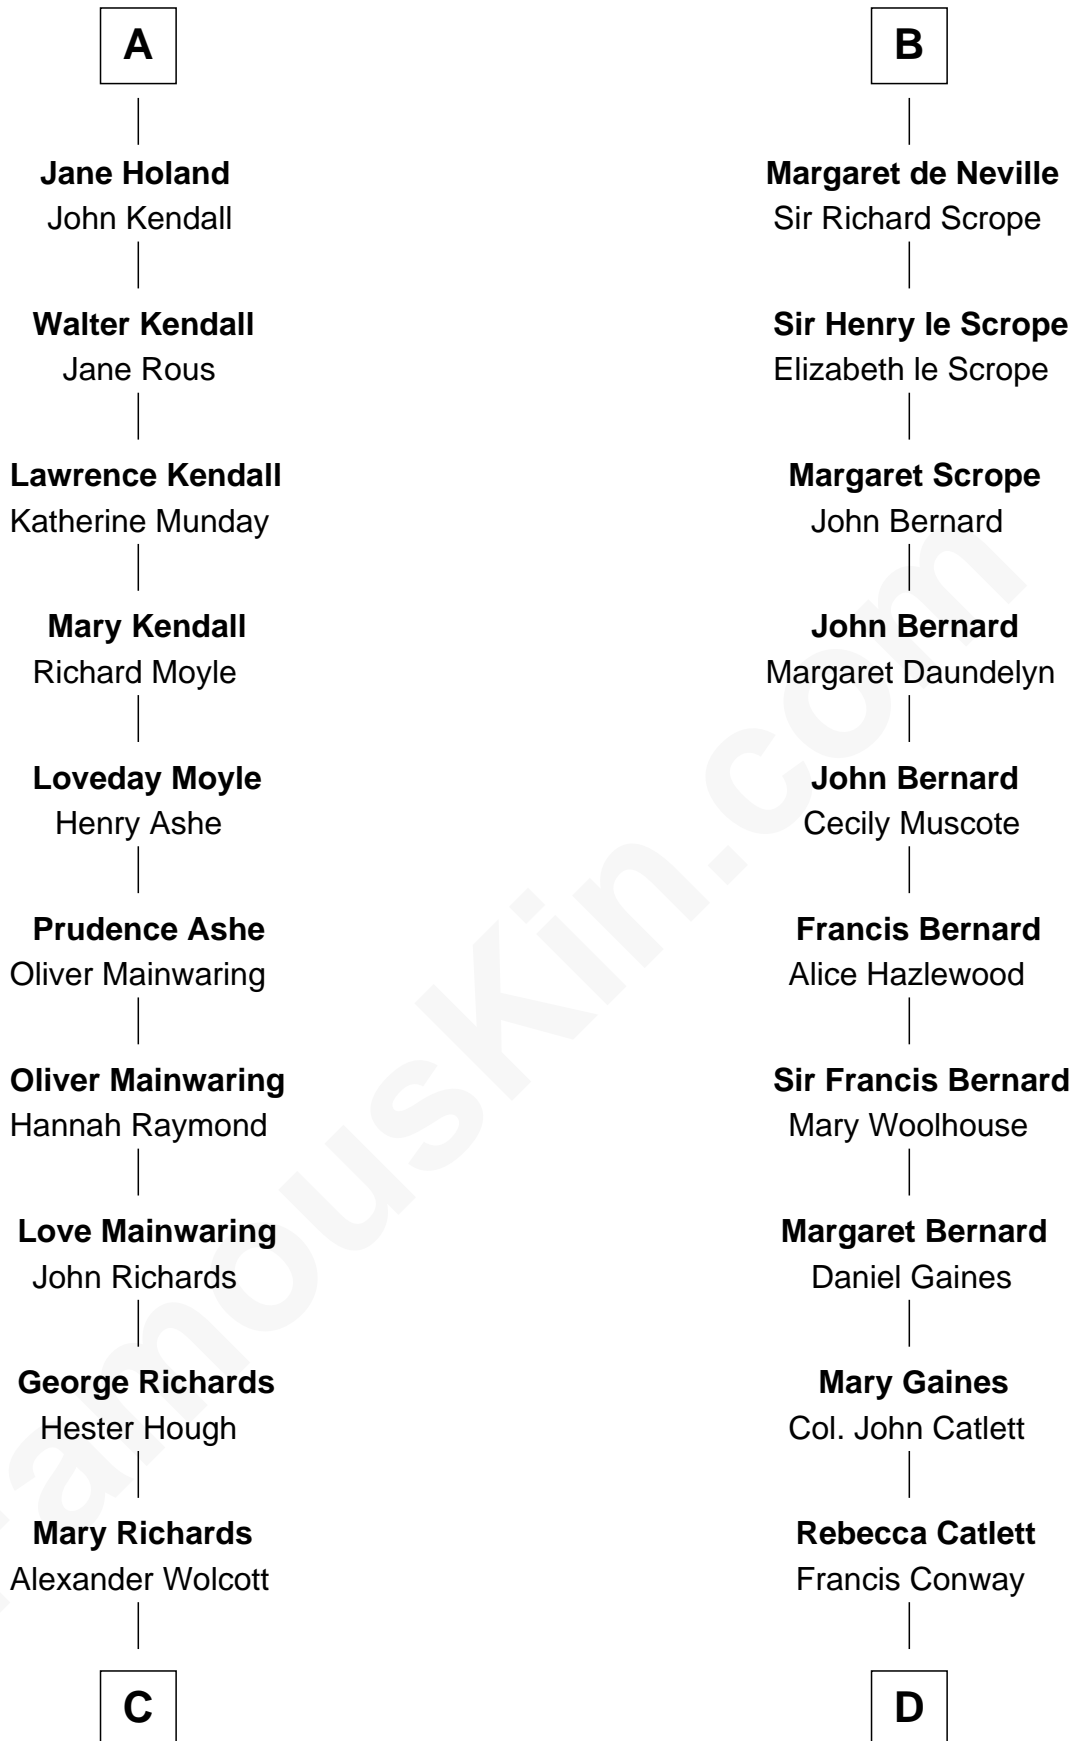 A
Jane Holand
John Kendall
Walter Kendall
Jane Rous
Lawrence Kendall
Katherine Munday
Mary Kendall
Richard Moyle
Loveday Moyle
Henry Ashe
Prudence Ashe
Oliver Mainwaring
Oliver Mainwaring
Hannah Raymond
Love Mainwaring
John Richards
George Richards
Hester Hough
Mary Richards
Alexander Wolcott
C
B
Margaret de Neville
Sir Richard Scrope
Sir Henry le Scrope
Elizabeth le Scrope
Margaret Scrope
John Bernard
John Bernard
Margaret Daundelyn
John Bernard
Cecily Muscote
Francis Bernard
Alice Hazlewood
Sir Francis Bernard
Mary Woolhouse
Margaret Bernard
Daniel Gaines
Mary Gaines
Col. John Catlett
Rebecca Catlett
Francis Conway
D
FamousKin.com